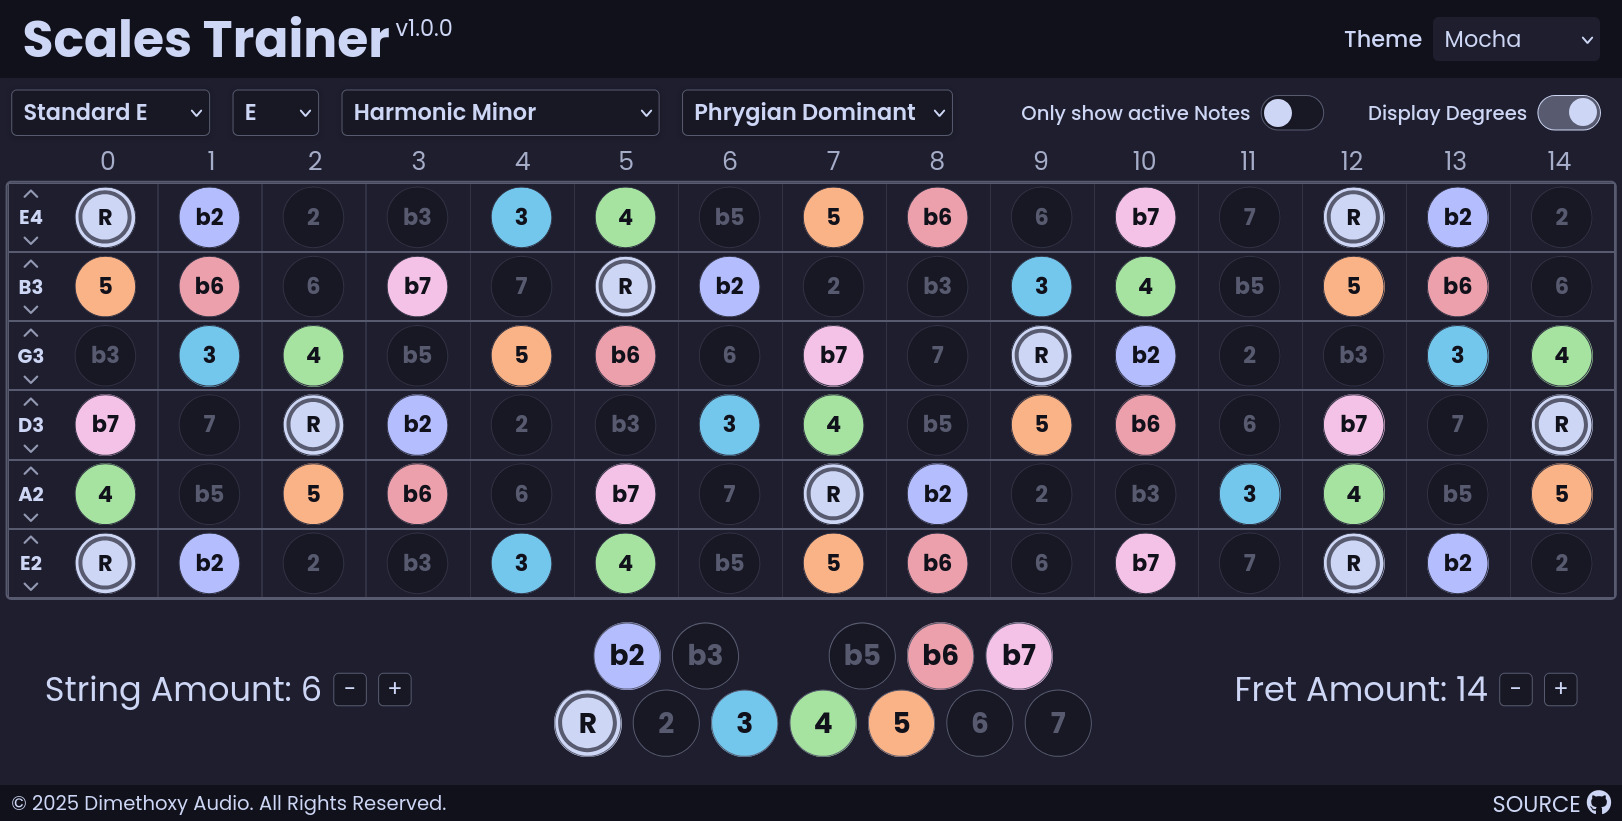 Scales Trainer v1.0.0 Theme Mocha
Standard E E Harmonic Minor Phrygian Dominant Only show active Notes Display Degrees
0 1 2 3 4 5 6 7 8 9 10 11 12 13 14
E4 R b2 2 b3 3 4 b5 5 b6 6 b7 7 R b2 2
B3 5 b6 6 b7 7 R b2 2 b3 3 4 b5 5 b6 6
G3 b3 3 4 b5 5 b6 6 b7 7 R b2 2 b3 3 4
D3 b7 7 R b2 2 b3 3 4 b5 5 b6 6 b7 7 R
A2 4 b5 5 b6 6 b7 7 R b2 2 b3 3 4 b5 5
E2 R b2 2 b3 3 4 b5 5 b6 6 b7 7 R b2 2
b2 b3 b5 b6 b7
String Amount: 6 - + Fret Amount: 14 - +
R 2 3 4 5 6 7
© 2025 Dimethoxy Audio. All Rights Reserved. SOURCE